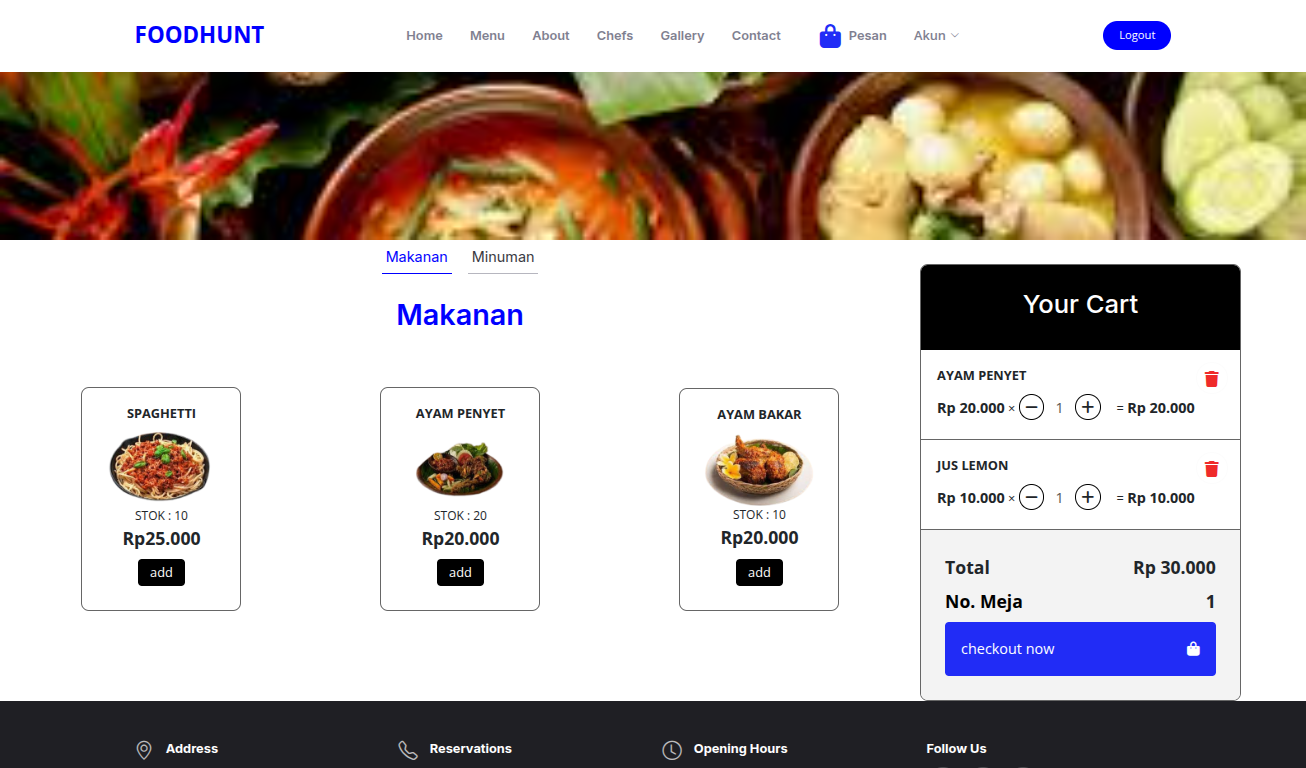 FOODHUNT
Home Menu About Chefs Gallery Contact Pesan Akun
Logout
Makanan Minuman
Makanan
SPAGHETTI
STOK : 10
Rp25.000
add
AYAM PENYET
STOK : 20
Rp20.000
add
AYAM BAKAR
STOK : 10
Rp20.000
add
Your Cart
AYAM PENYET
Rp 20.000 × − 1 + = Rp 20.000
JUS LEMON
Rp 10.000 × − 1 + = Rp 10.000
Total Rp 30.000
No. Meja 1
checkout now
Address
Reservations
Opening Hours
Follow Us